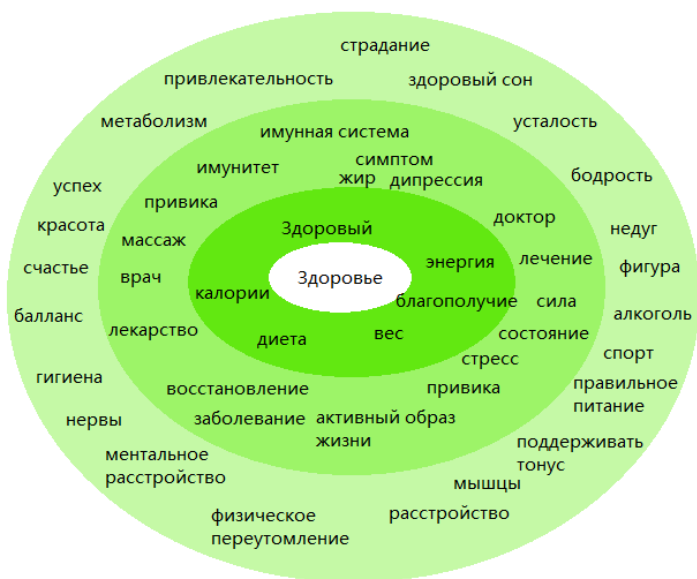 страдание
привлекательность
здоровый сон
метаболизм
имунная система
усталость
имунитет
симптом
жир
дипрессия
бодрость
успех
привика
красота
Здоровый
доктор
недуг
массаж
счастье
врач
Здоровье
энергия
лечение
фигура
калории
благополучие
сила
балланс
лекарство
диета
вес
состояние
алкоголь
стресс
спорт
гигиена
восстановление
привика
правильное
питание
нервы
заболевание
активный образ
жизни
ментальное
расстройство
поддерживать
тонус
мышцы
физическое
переутомление
расстройство